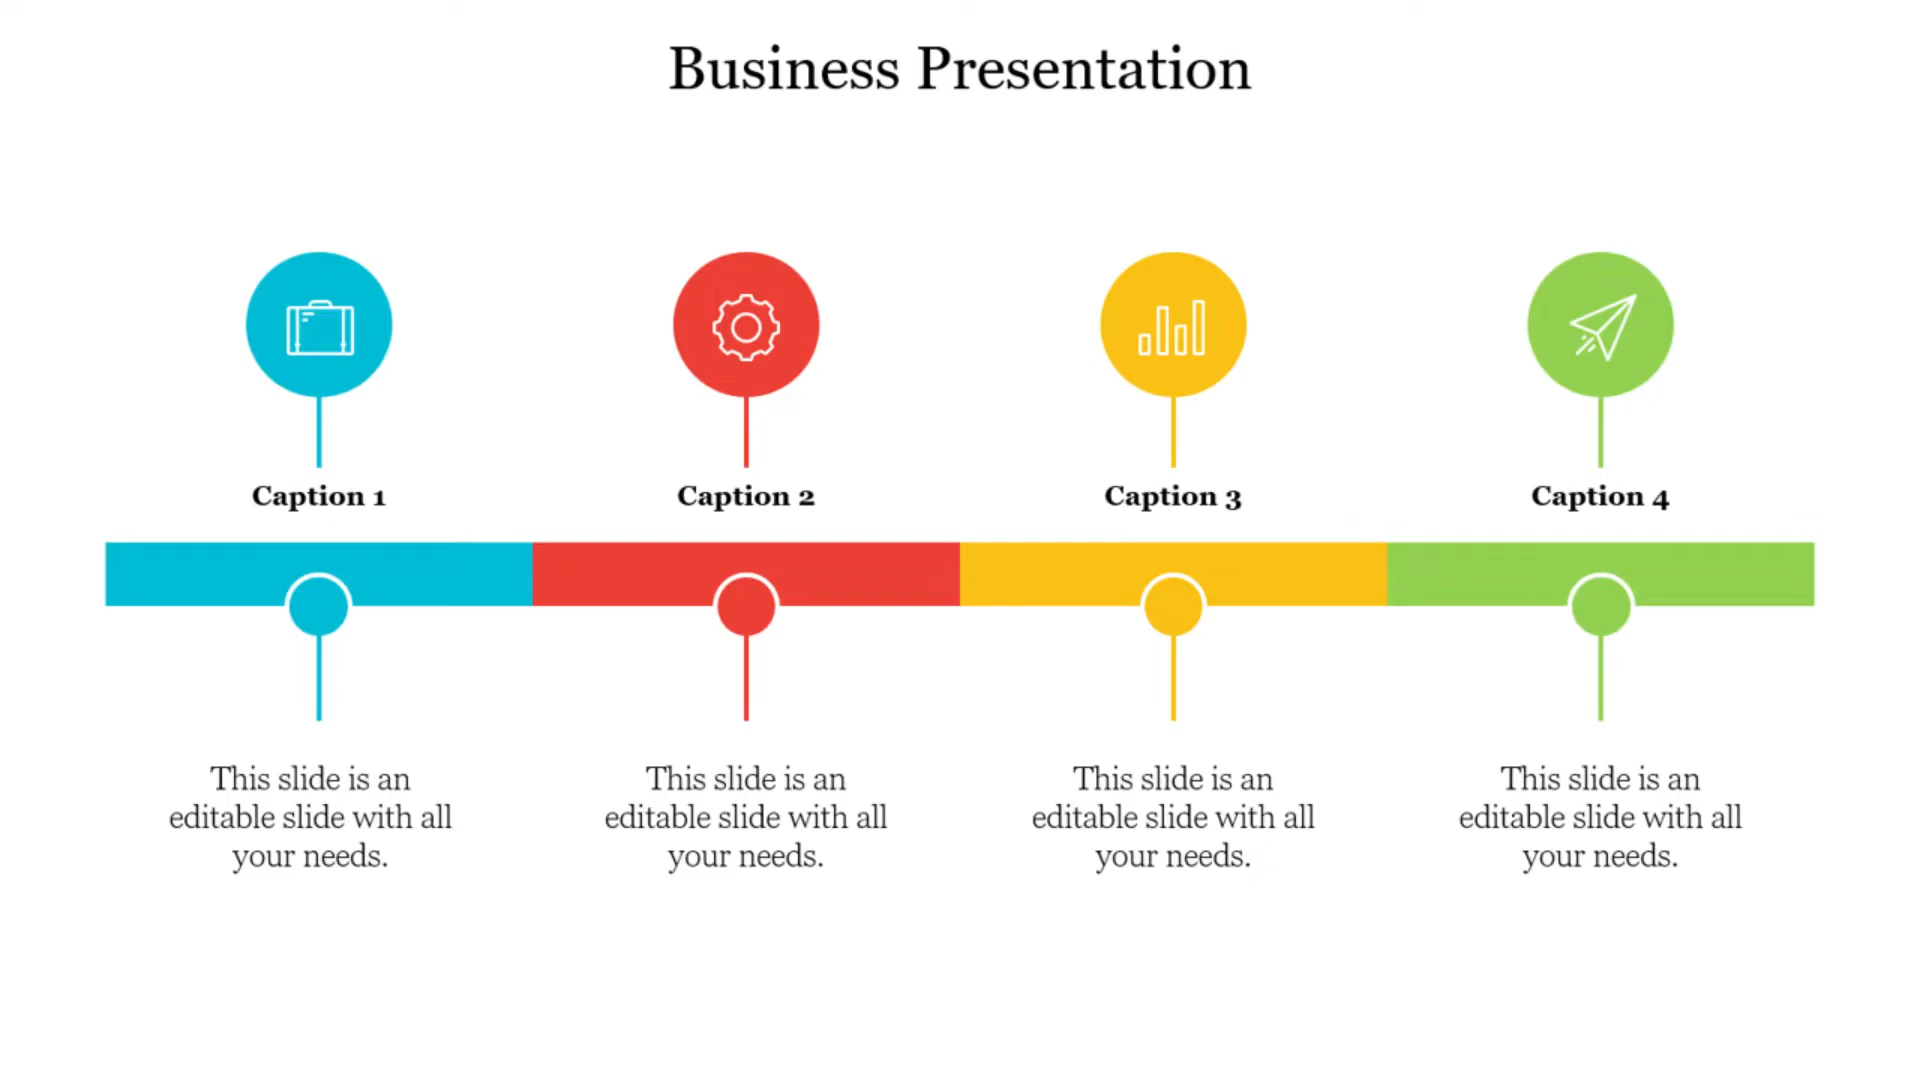 Business Presentation
Caption 1
Caption 2
Caption 3
Caption 4
This slide is an
editable slide with all
your needs.
This slide is an
editable slide with all
your needs.
This slide is an
editable slide with all
your needs.
This slide is an
editable slide with all
your needs.